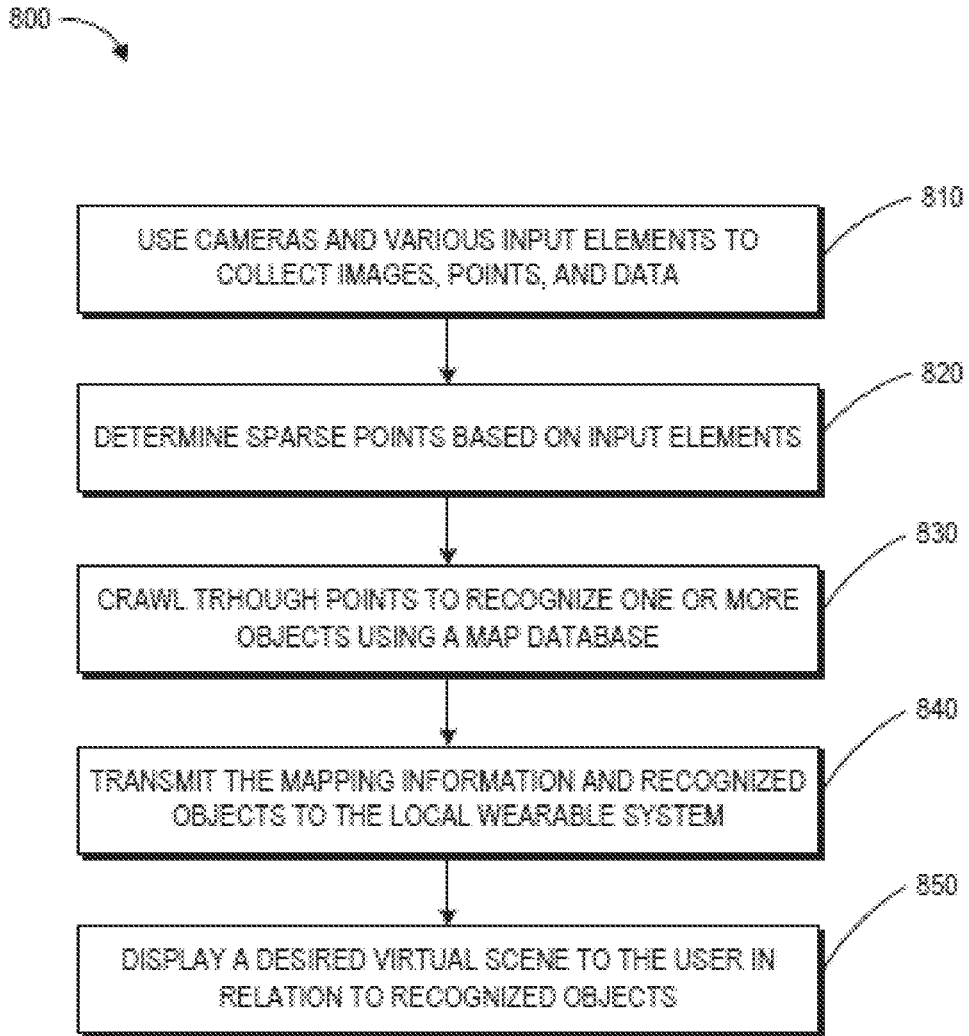 800
810
USE CAMERAS AND VARIOUS INPUT ELEMENTS TO
COLLECT IMAGES, POINTS, AND DATA
820
DETERMINE SPARSE POINTS BASED ON INPUT ELEMENTS
830
CRAWL TRHOUGH POINTS TO RECOGNIZE ONE OR MORE
OBJECTS USING A MAP DATABASE
840
TRANSMIT THE MAPPING INFORMATION AND RECOGNIZED
OBJECTS TO THE LOCAL WEARABLE SYSTEM
850
DISPLAY A DESIRED VIRTUAL SCENE TO THE USER IN
RELATION TO RECOGNIZED OBJECTS